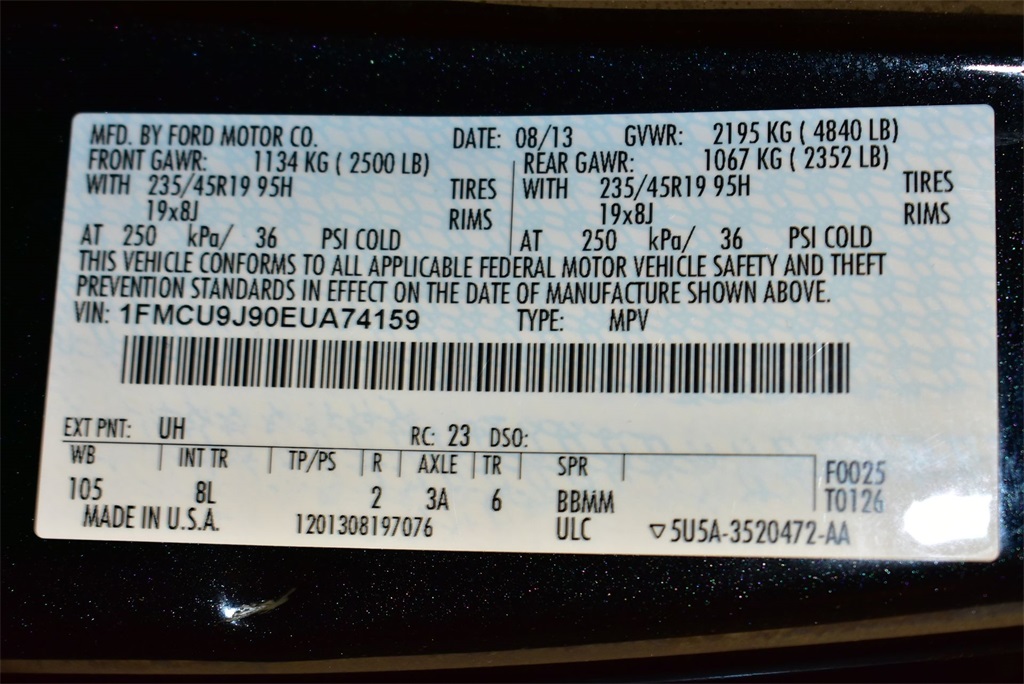 MFD. BY FORD MOTOR CO. DATE: 08/13 GVWR: 2195 KG ( 4840 LB)
FRONT GAWR: 1134 KG ( 2500 LB) REAR GAWR: 1067 KG ( 2352 LB)
WITH 235/45R19 95H TIRES WITH 235/45R19 95H TIRES
19x8J RIMS 19x8J RIMS
AT 250 kPa/ 36 PSI COLD AT 250 kPa/ 36 PSI COLD
THIS VEHICLE CONFORMS TO ALL APPLICABLE FEDERAL MOTOR VEHICLE SAFETY AND THEFT
PREVENTION STANDARDS IN EFFECT ON THE DATE OF MANUFACTURE SHOWN ABOVE.
VIN: 1FMCU9J90EUA74159 TYPE: MPV
EXT PNT: UH RC: 23 DSO:
WB INT TR TP/PS R AXLE TR SPR F0025
105 8L 2 3A 6 BBMM T0126
MADE IN U.S.A. 1201308197076 ULC ▽5U5A-3520472-AA